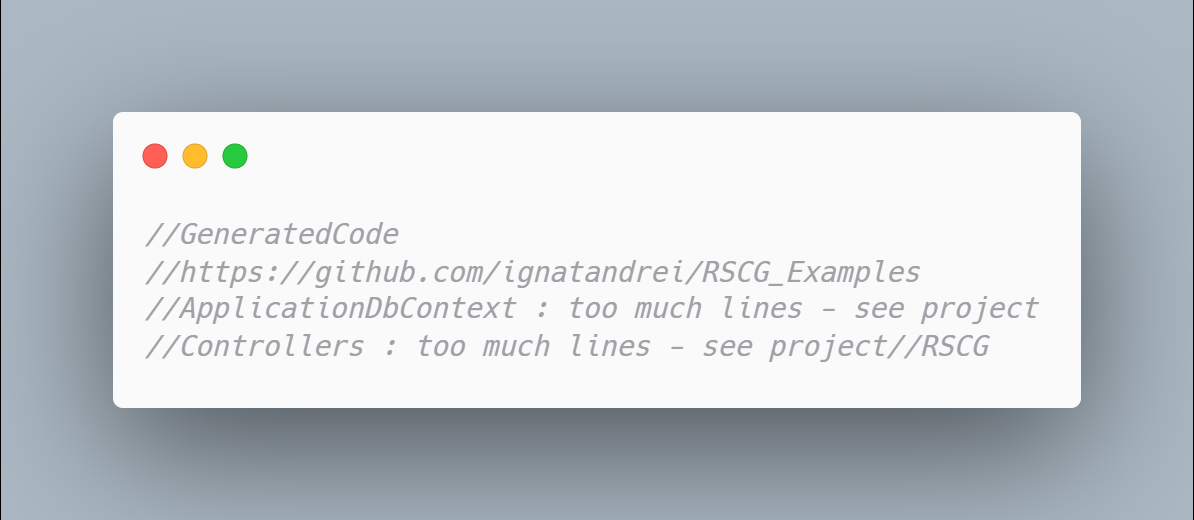 //GeneratedCode
//https://github.com/ignatandrei/RSCG_Examples
//ApplicationDbContext : too much lines - see project
//Controllers : too much lines - see project//RSCG